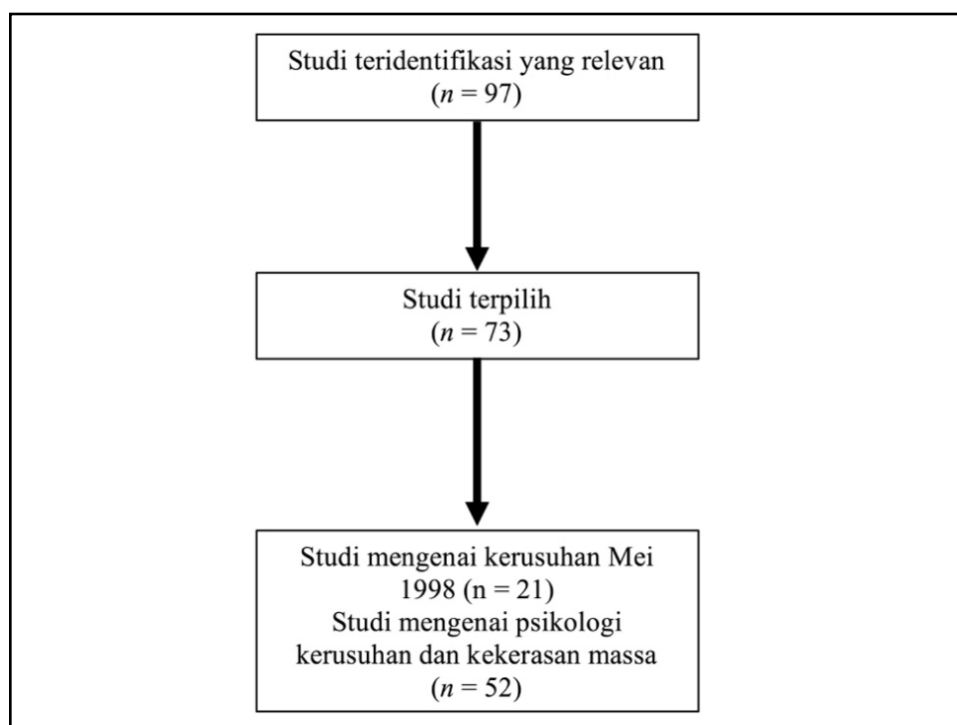 Studi teridentifikasi yang relevan
(n = 97)
Studi terpilih
(n = 73)
Studi mengenai kerusuhan Mei
1998 (n = 21)
Studi mengenai psikologi
kerusuhan dan kekerasan massa
(n = 52)